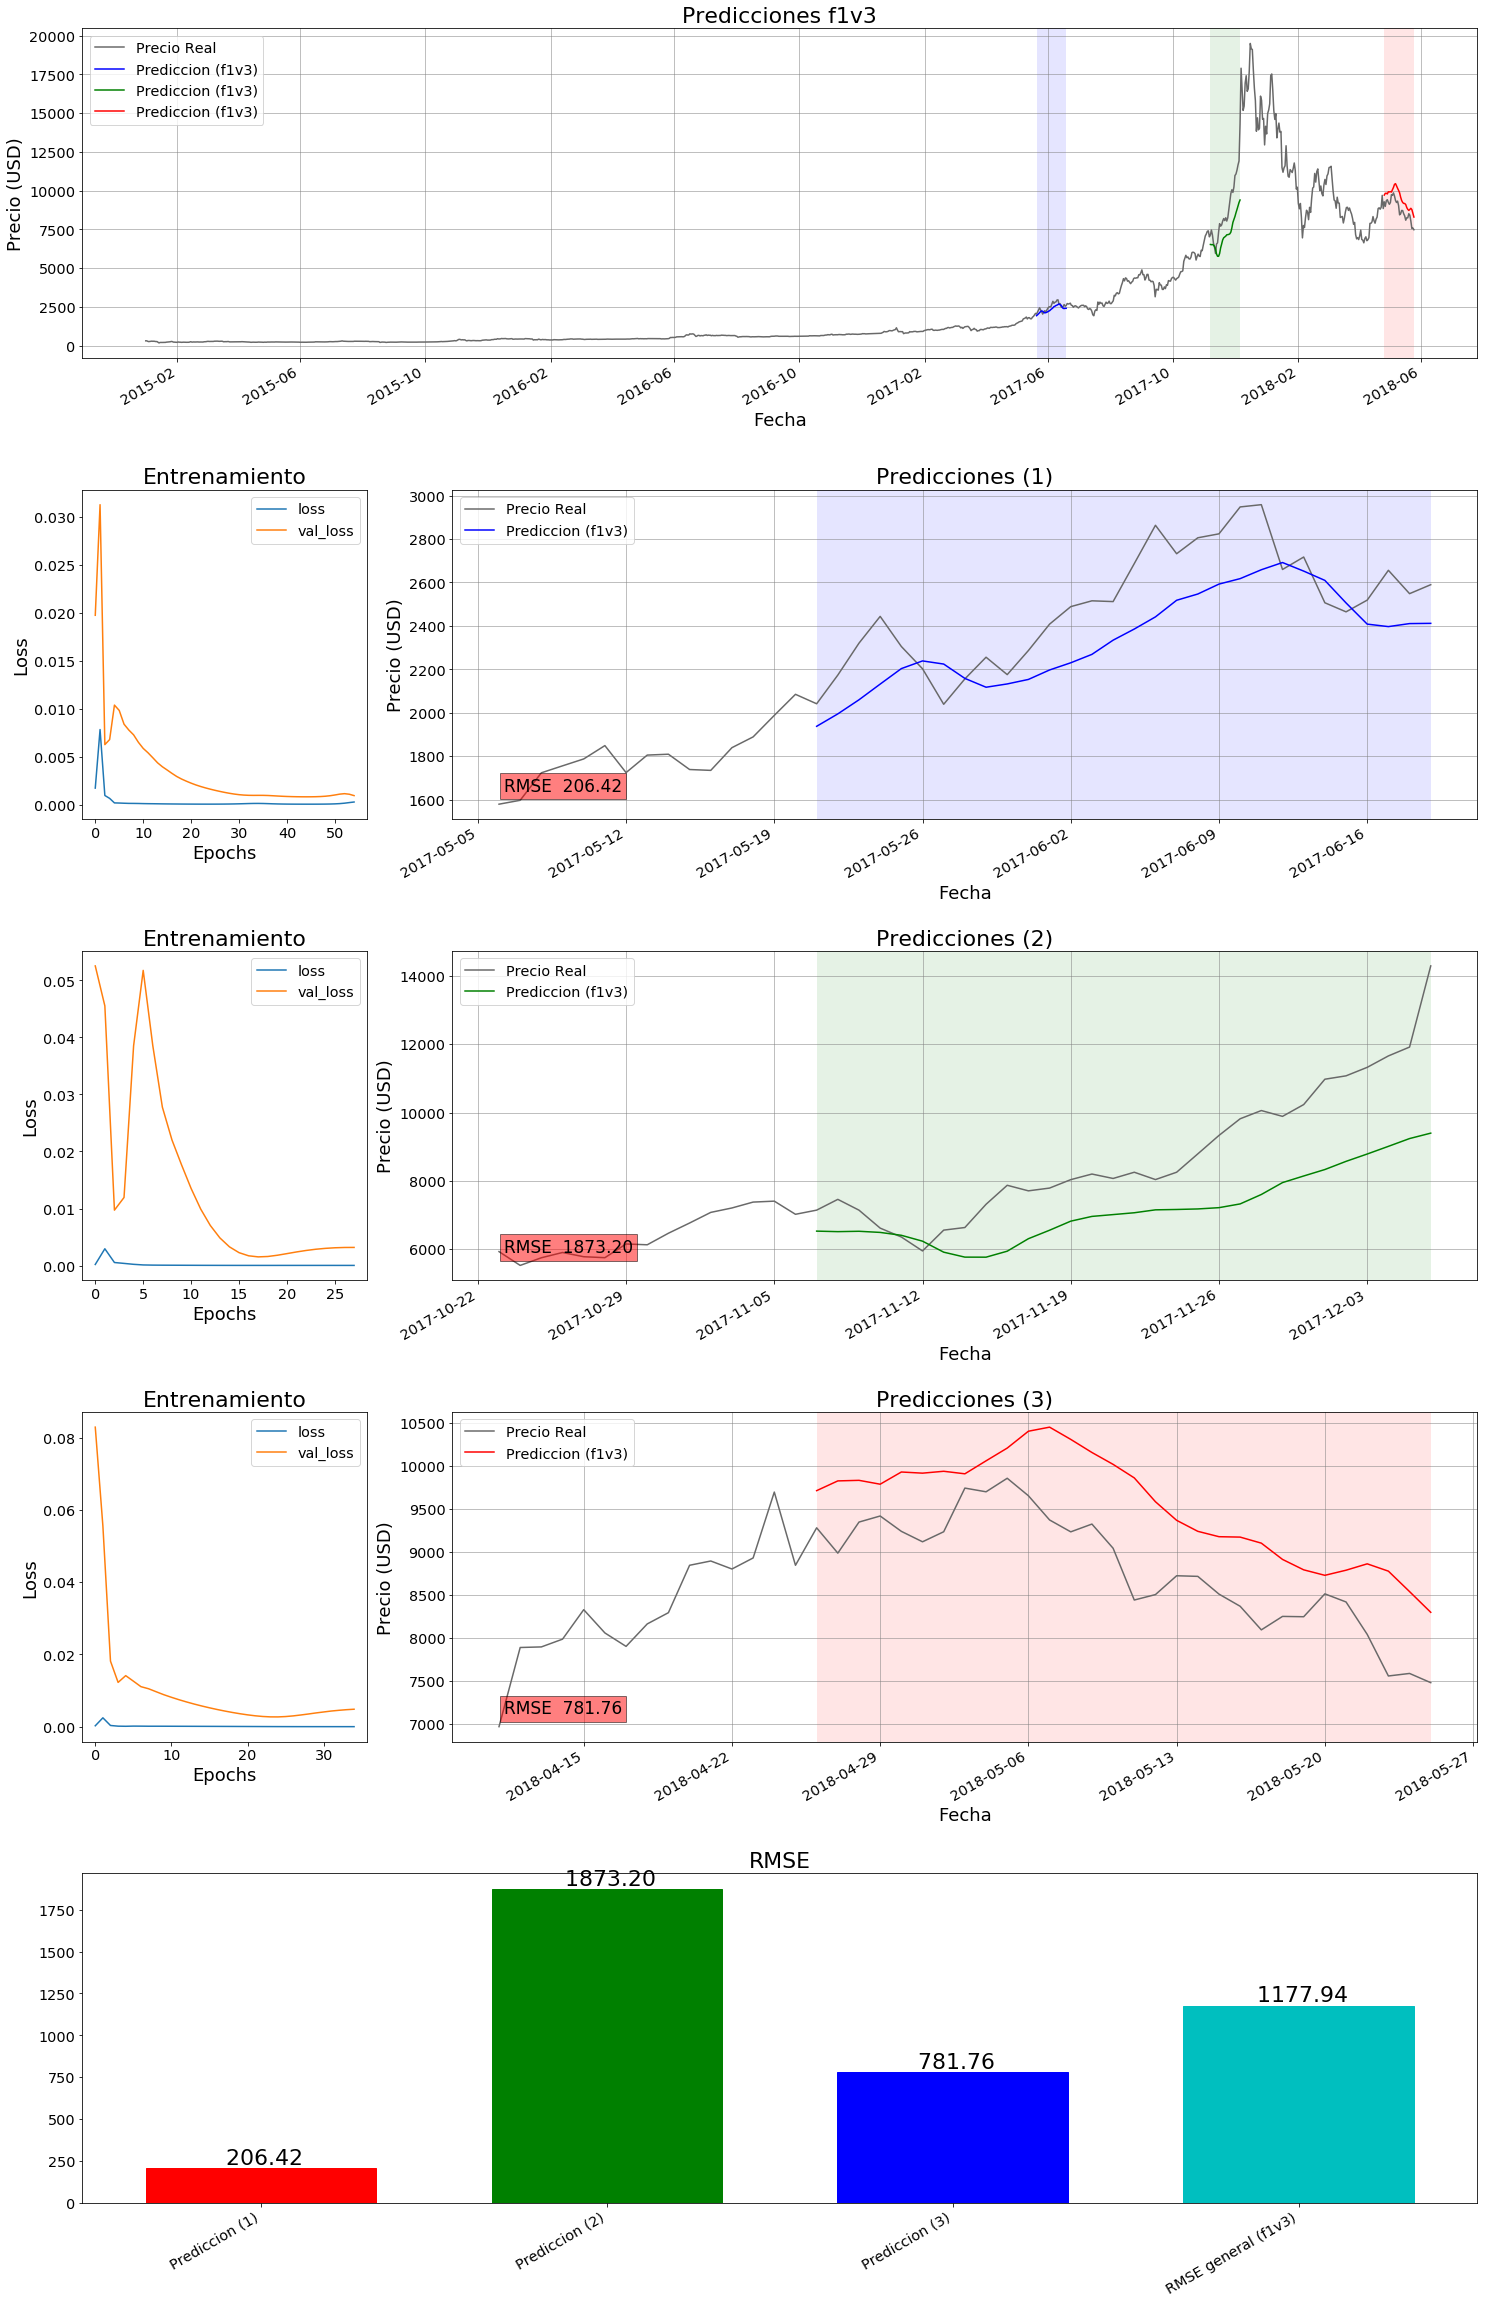 Predicciones f1v3
Precio (USD)
20000
17500
15000
12500
10000
7500
5000
2500
0
Precio Real
Prediccion (f1v3)
Prediccion (f1v3)
Prediccion (f1v3)
2015-02
2015-06
2015-10
2016-02
2016-06
2016-10
2017-02
2017-06
2017-10
2018-02
2018-06
Fecha
Entrenamiento
Loss
0.030
0.025
0.020
0.015
0.010
0.005
0.000
loss
val_loss
0 10 20 30 40 50
Epochs
Predicciones (1)
Precio (USD)
3000
2800
2600
2400
2200
2000
1800
1600
Precio Real
Prediccion (f1v3)
RMSE 206.42
2017-05-05
2017-05-12
2017-05-19
2017-05-26
2017-06-02
2017-06-09
2017-06-16
Fecha
Entrenamiento
Loss
0.05
0.04
0.03
0.02
0.01
0.00
loss
val_loss
0 5 10 15 20 25
Epochs
Predicciones (2)
Precio (USD)
14000
12000
10000
8000
6000
Precio Real
Prediccion (f1v3)
RMSE 1873.20
2017-10-22
2017-10-29
2017-11-05
2017-11-12
2017-11-19
2017-11-26
2017-12-03
Fecha
Entrenamiento
Loss
0.08
0.06
0.04
0.02
0.00
loss
val_loss
0 10 20 30
Epochs
Predicciones (3)
Precio (USD)
10500
10000
9500
9000
8500
8000
7500
7000
Precio Real
Prediccion (f1v3)
RMSE 781.76
2018-04-15
2018-04-22
2018-04-29
2018-05-06
2018-05-13
2018-05-20
2018-05-27
Fecha
RMSE
1750
1500
1250
1000
750
500
250
0
206.42
1873.20
781.76
1177.94
Prediccion (1)
Prediccion (2)
Prediccion (3)
RMSE general (f1v3)